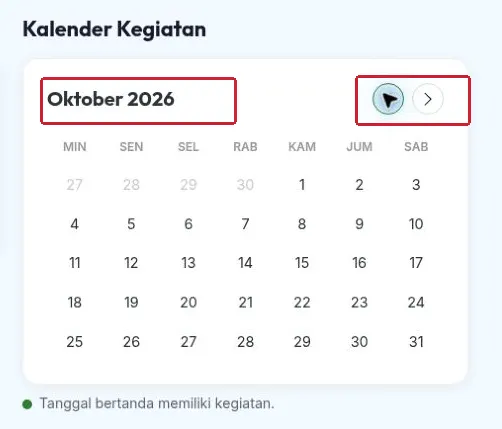 Kalender Kegiatan
Oktober 2026
MIN SEN SEL RAB KAM JUM SAB
27 28 29 30 1 2 3
4 5 6 7 8 9 10
11 12 13 14 15 16 17
18 19 20 21 22 23 24
25 26 27 28 29 30 31
Tanggal bertanda memiliki kegiatan.